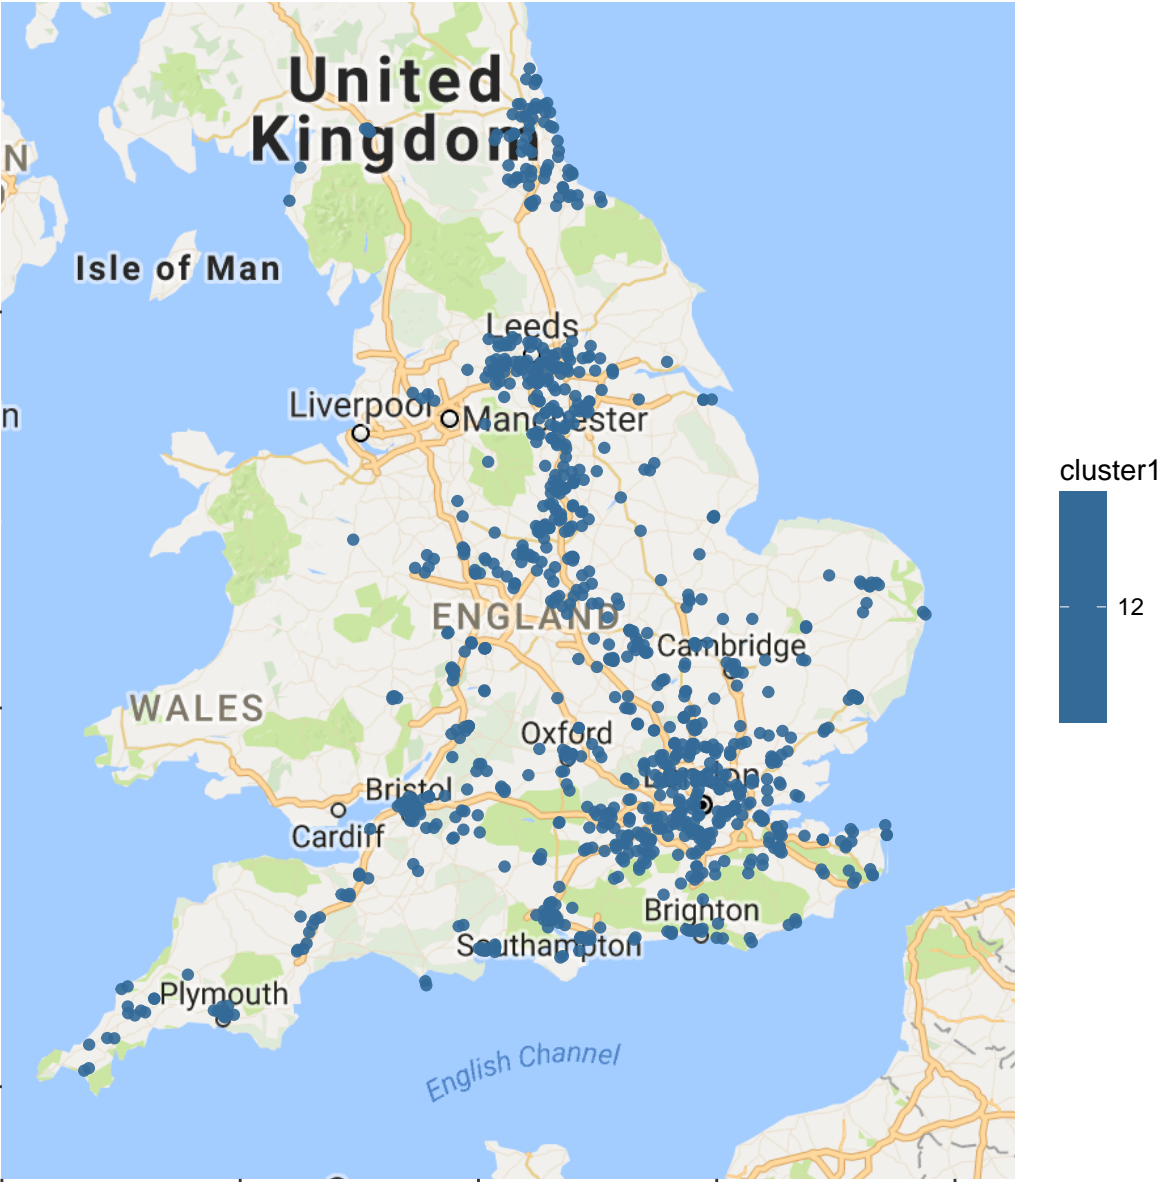 United
Kingdom
N
Isle of Man
Leeds
Liverpool
Manchester
n
ENGLAND
Cambridge
WALES
Oxford
London
Bristol
Cardiff
Brighton
Southampton
Plymouth
English Channel
cluster1
12